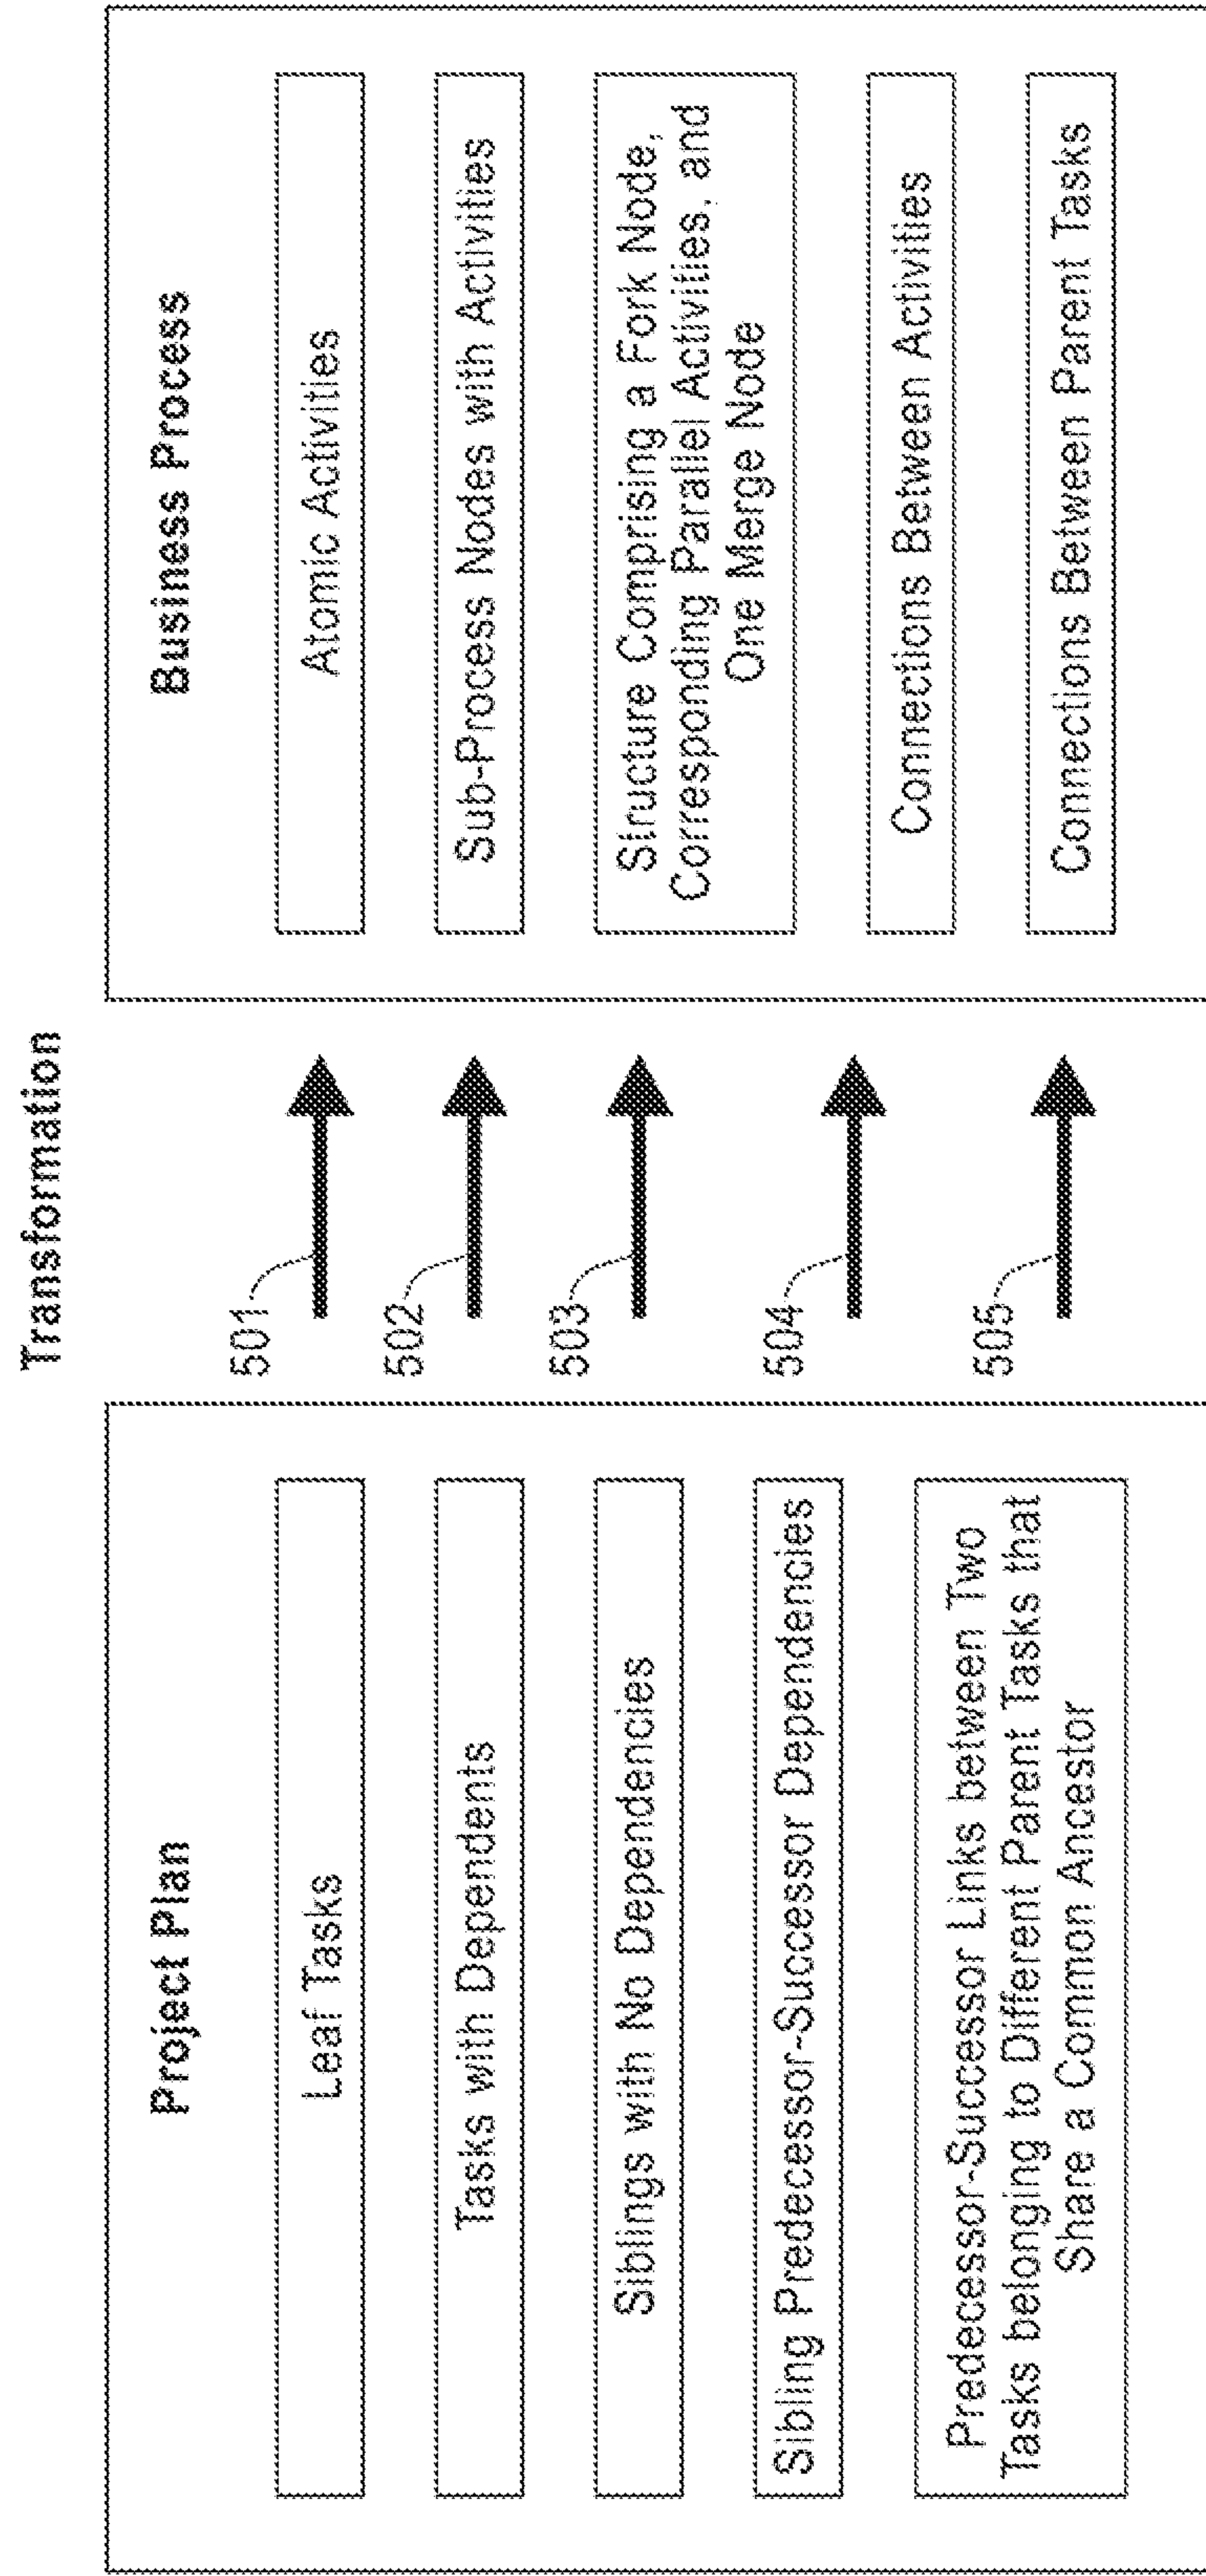 Transformation
Project Plan
Leaf Tasks
Tasks with Dependents
Siblings with No Dependencies
Sibling Predecessor-Successor Dependencies
Predecessor-Successor Links between Two
Tasks belonging to Different Parent Tasks that
Share a Common Ancestor
501
502
503
504
505
Business Process
Atomic Activities
Sub-Process Nodes with Activities
Structure Comprising a Fork Node,
Corresponding Parallel Activities, and
One Merge Node
Connections Between Activities
Connections Between Parent Tasks